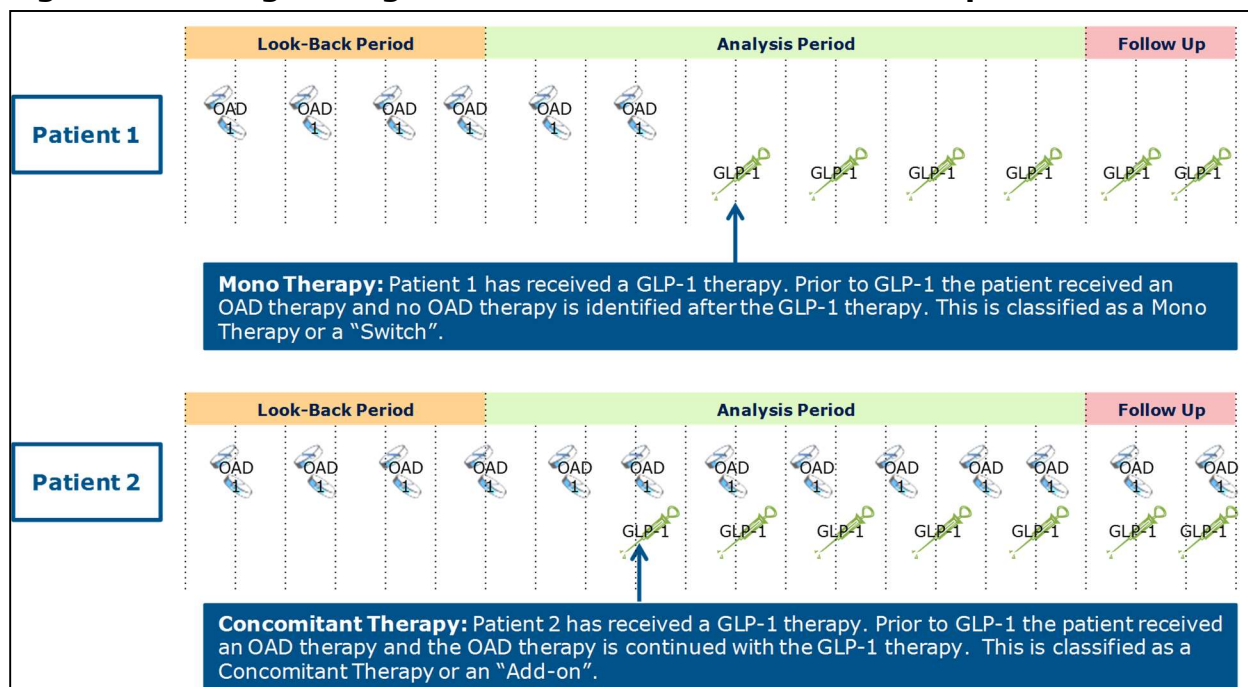 Look-Back Period Analysis Period Follow Up
Patient 1
OAD OAD OAD OAD OAD OAD
1 1 1 1 1 1
GLP-1 GLP-1 GLP-1 GLP-1 GLP-1 GLP-1
Mono Therapy: Patient 1 has received a GLP-1 therapy. Prior to GLP-1 the patient received an
OAD therapy and no OAD therapy is identified after the GLP-1 therapy. This is classified as a Mono
Therapy or a “Switch”.
Look-Back Period Analysis Period Follow Up
Patient 2
OAD OAD OAD OAD OAD OAD OAD OAD OAD OAD OAD OAD
1 1 1 1 1 1 1 1 1 1 1 1
GLP-1 GLP-1 GLP-1 GLP-1 GLP-1 GLP-1 GLP-1
Concomitant Therapy: Patient 2 has received a GLP-1 therapy. Prior to GLP-1 the patient received
an OAD therapy and the OAD therapy is continued with the GLP-1 therapy. This is classified as a
Concomitant Therapy or an “Add-on”.